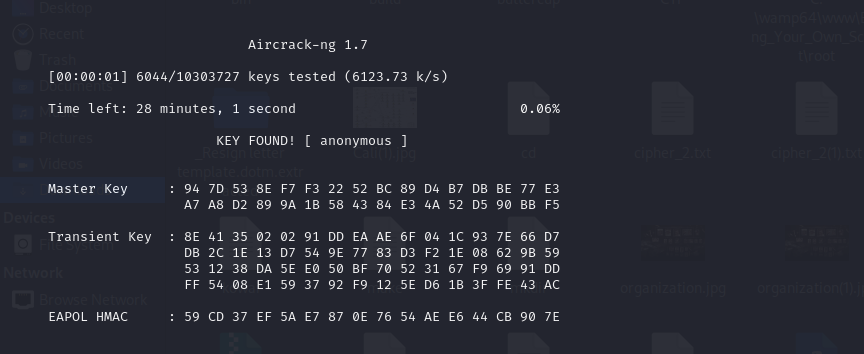 Desktop
Recent
Trash
Aircrack-ng 1.7
[00:00:01] 6044/10303727 keys tested (6123.73 k/s)
Documents
Time left: 28 minutes, 1 second 0.06%
Pictures
KEY FOUND! [ anonymous ]
_Resign letter
template.dotm.extr
cd
cipher_2.txt
cipher_2(1).txt
Videos
Master Key : 94 7D 53 8E F7 F3 22 52 BC 89 D4 B7 DB BE 77 E3
A7 A8 D2 89 9A 1B 58 43 84 E3 4A 52 D5 90 BB F5
Devices
Transient Key : 8E 41 35 02 02 91 DD EA AE 6F 04 1C 93 7E 66 D7
File System
DB 2C 1E 13 D7 54 9E 77 83 D3 F2 1E 08 62 9B 59
53 12 38 DA 5E E0 50 BF 70 52 31 67 F9 69 91 DD
Network
FF 54 08 E1 59 37 92 F9 12 5E D6 1B 3F FE 43 AC
organization.jpg
Browse Network
EAPOL HMAC : 59 CD 37 EF 5A E7 87 0E 76 54 AE E6 44 CB 90 7E